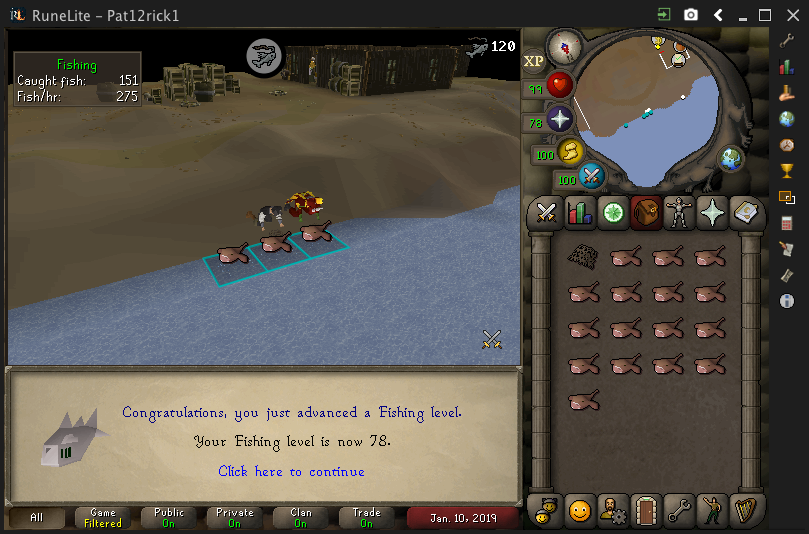 RuneLite - Pat12rick1
Fishing
Caught fish: 151
Fish/hr: 275
120
XP
99
78
100
100
Congratulations, you just advanced a Fishing level.
Your Fishing level is now 78.
Click here to continue
All
Game
Filtered
Public
On
Private
On
Clan
On
Trade
On
Jan. 10, 2019